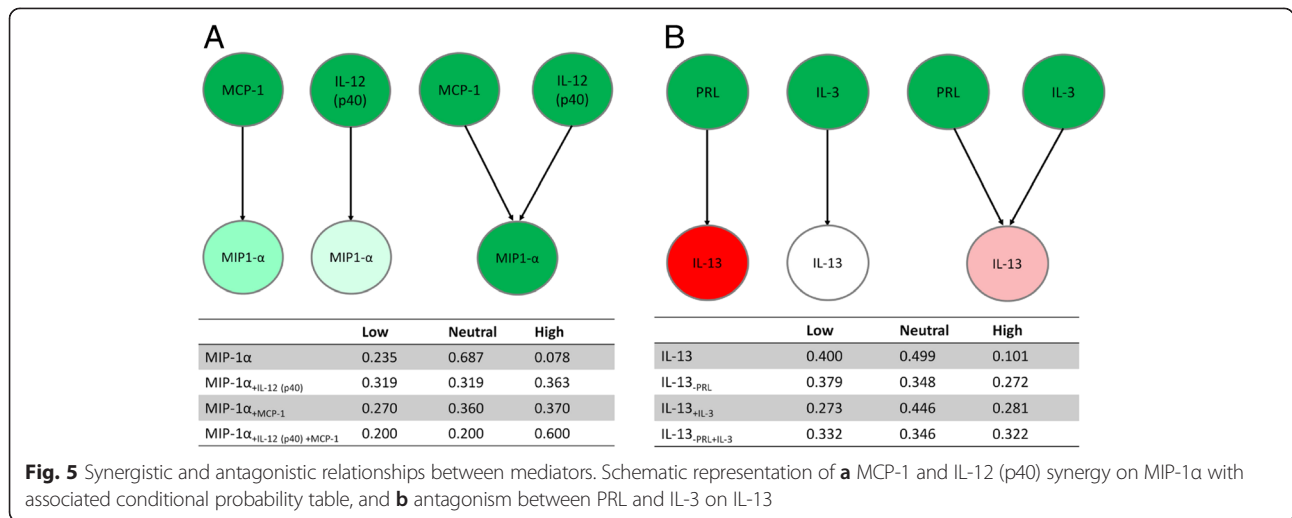 A
MCP-1
IL-12
(p40)
MCP-1
IL-12
(p40)
MIP1-α
MIP1-α
MIP1-α
Low Neutral High
MIP-1α 0.235 0.687 0.078
MIP-1α+IL-12 (p40) 0.319 0.319 0.363
MIP-1α+MCP-1 0.270 0.360 0.370
MIP-1α+IL-12 (p40) +MCP-1 0.200 0.200 0.600
B
PRL
IL-3
PRL
IL-3
IL-13
IL-13
IL-13
Low Neutral High
IL-13 0.400 0.499 0.101
IL-13-PRL 0.379 0.348 0.272
IL-13+IL-3 0.273 0.446 0.281
IL-13-PRL+IL-3 0.332 0.346 0.322
Fig. 5 Synergistic and antagonistic relationships between mediators. Schematic representation of a MCP-1 and IL-12 (p40) synergy on MIP-1α with
associated conditional probability table, and b antagonism between PRL and IL-3 on IL-13